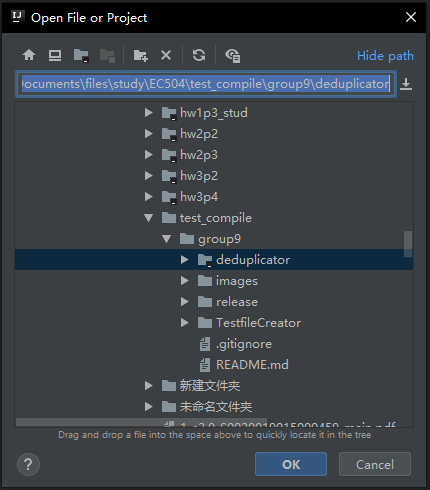 Open File or Project
Hide path
ocuments\files\study\EC504\test_compile\group9\deduplicator
hw1p3_stud
hw2p2
hw2p3
hw3p2
hw3p4
test_compile
group9
deduplicator
images
release
TestfileCreator
.gitignore
README.md
新建文件夹
未命名文件夹
Drag and drop a file into the space above to quickly locate it in the tree
?
OK
Cancel